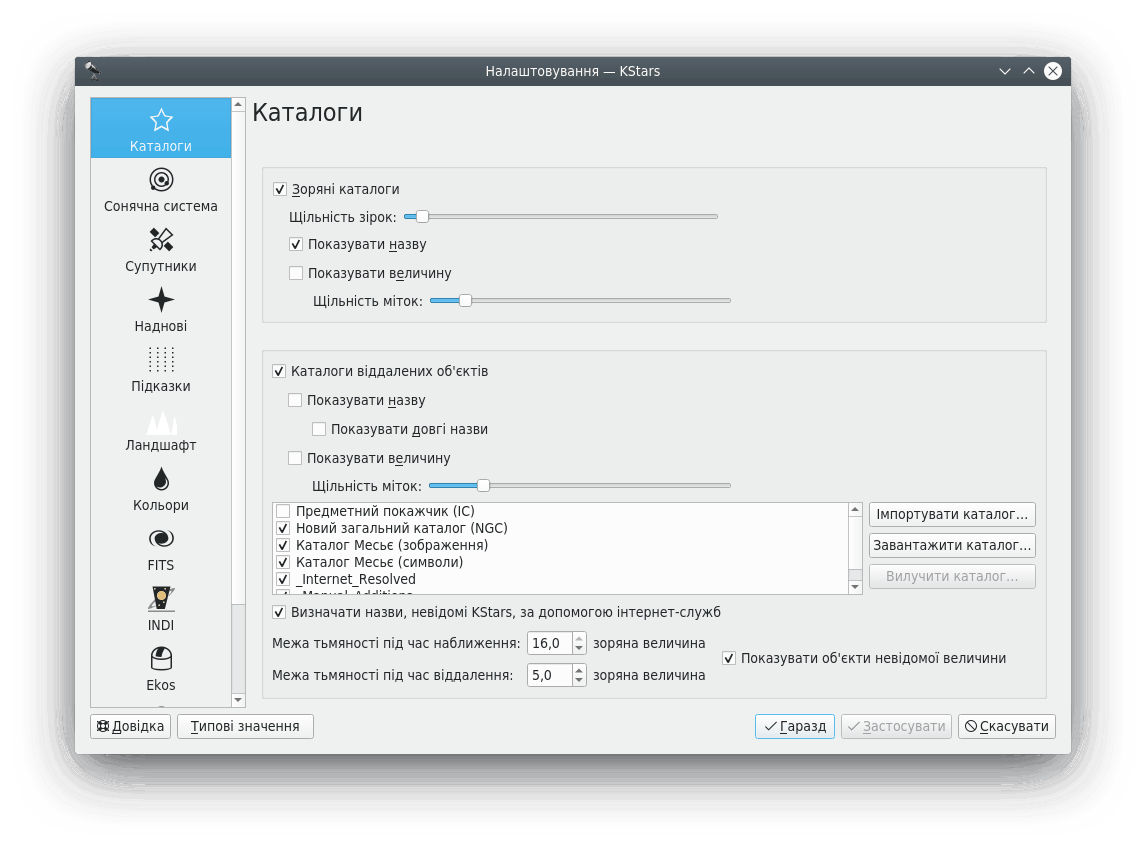 Налаштовування — KStars
Каталоги
Сонячна система
Супутники
Наднові
Підказки
Ландшафт
Кольори
FITS
INDI
Ekos
Каталоги
Зоряні каталоги
Щільність зірок:
Показувати назву
Показувати величину
Щільність міток:
Каталоги віддалених об'єктів
Показувати назву
Показувати довгі назви
Показувати величину
Щільність міток:
Предметний покажчик (IC)
Новий загальний каталог (NGC)
Каталог Месьє (зображення)
Каталог Месьє (символи)
_Internet_Resolved
_Manual_Additions
Імпортувати каталог...
Завантажити каталог...
Вилучити каталог...
Визначати назви, невідомі KStars, за допомогою інтернет-служб
Межа тьмяності під час наближення: 16,0 зоряна величина
Межа тьмяності під час віддалення: 5,0 зоряна величина
Показувати об'єкти невідомої величини
Довідка Типові значення Гаразд Застосувати Скасувати